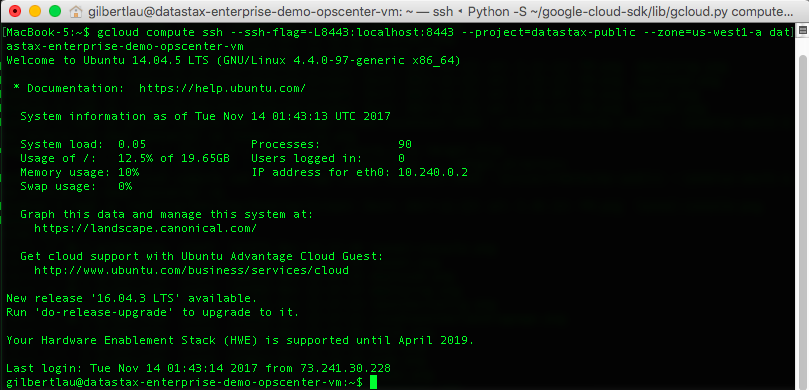 gilbertlau@datastax-enterprise-demo-opscenter-vm: ~ — ssh ◂ Python -S ~/google-cloud-sdk/lib/gcloud.py compute...
[MacBook-5:~$ gcloud compute ssh --ssh-flag=-L8443:localhost:8443 --project=datastax-public --zone=us-west1-a dat]
astax-enterprise-demo-opscenter-vm
Welcome to Ubuntu 14.04.5 LTS (GNU/Linux 4.4.0-97-generic x86_64)
* Documentation:  https://help.ubuntu.com/
System information as of Tue Nov 14 01:43:13 UTC 2017
System load:  0.05              Processes:           90
Usage of /:   12.5% of 19.65GB   Users logged in:     0
Memory usage: 10%               IP address for eth0: 10.240.0.2
Swap usage:   0%
Graph this data and manage this system at:
https://landscape.canonical.com/
Get cloud support with Ubuntu Advantage Cloud Guest:
http://www.ubuntu.com/business/services/cloud
New release '16.04.3 LTS' available.
Run 'do-release-upgrade' to upgrade to it.
Your Hardware Enablement Stack (HWE) is supported until April 2019.
Last login: Tue Nov 14 01:43:14 2017 from 73.241.30.228
gilbertlau@datastax-enterprise-demo-opscenter-vm:~$